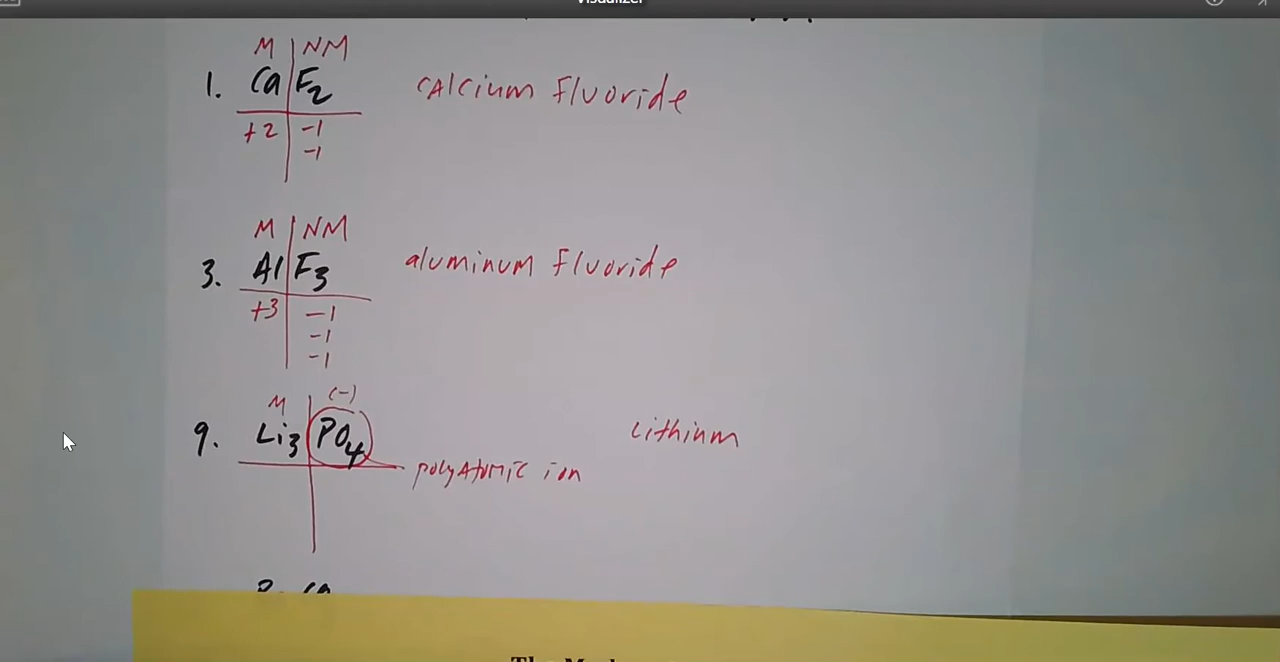 Visualizer
M | NM
1. Ca F2 calcium fluoride
+2 -1
-1
M | NM
3. Al F3 aluminum fluoride
+3 -1
-1
-1
M (-)
9. Li3 PO4 Lithium
polyatomic ion